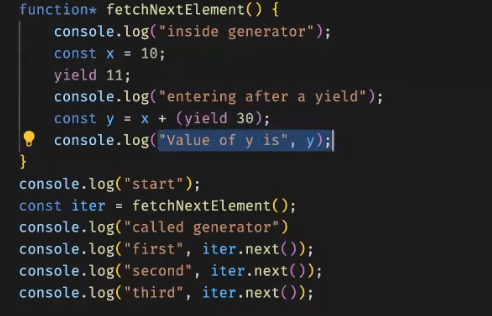 function* fetchNextElement() {
    console.log("inside generator");
    const x = 10;
    yield 11;
    console.log("entering after a yield");
    const y = x + (yield 30);
    console.log("Value of y is", y);
}
console.log("start");
const iter = fetchNextElement();
console.log("called generator")
console.log("first", iter.next());
console.log("second", iter.next());
console.log("third", iter.next());